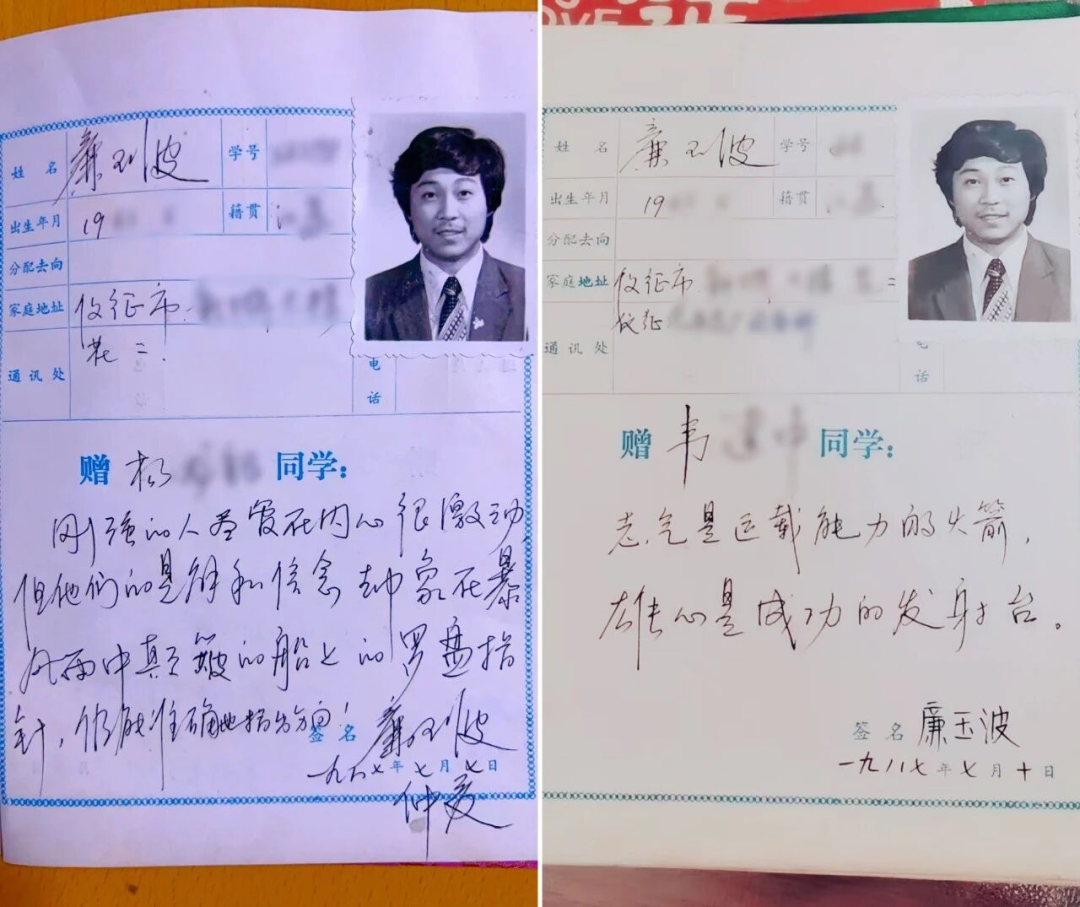 姓 名 廉玉波 学号
出生年月 19 籍贯 江
分配去向
家庭地址 仪征市
二.
通讯处 电话
赠 杨 同学:
刚强的人尽管在内心很激动
但他们的见解和信念却象在暴
风雨中颠簸的船上的罗盘指
针,仍能准确地指出方向!
签名 廉玉波
一九八七年七月七日
仲夏
姓 名 廉玉波 学号
出生年月 19 籍贯 江
分配去向
家庭地址 仪征市 二
仪征
通讯处 电话
赠 韦 同学:
志气是运载能力的火箭,
雄心是成功的发射台。
签名 廉玉波
一九八七年七月十日